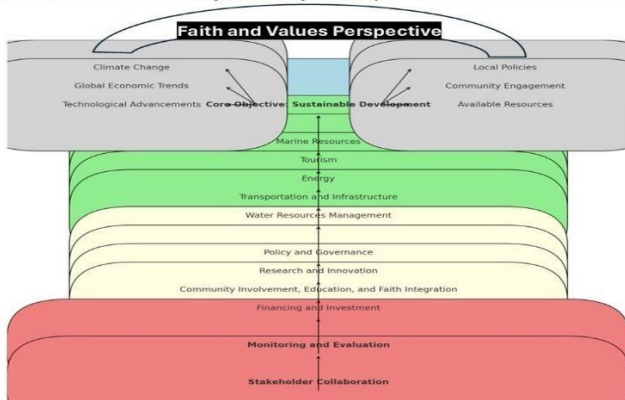 Faith and Values Perspective
Climate Change
Local Policies
Global Economic Trends
Community Engagement
Technological Advancements
Core Objective: Sustainable Development
Available Resources
Marine Resources
Tourism
Energy
Transportation and Infrastructure
Water Resources Management
Policy and Governance
Research and Innovation
Community Involvement, Education, and Faith Integration
Financing and Investment
Monitoring and Evaluation
Stakeholder Collaboration